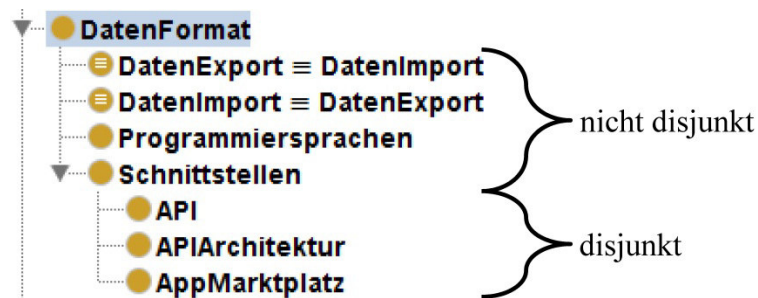 DatenFormat
DatenExport ≡ DatenImport
DatenImport ≡ DatenExport
Programmiersprachen
Schnittstellen
API
APIArchitektur
AppMarktplatz
nicht disjunkt
disjunkt